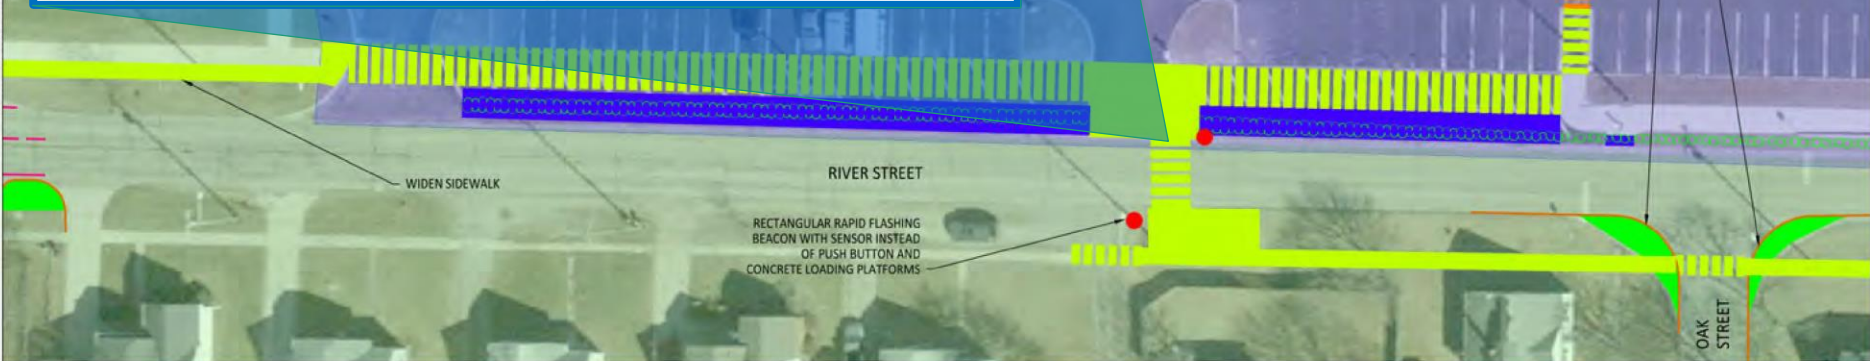 RIVER STREET
WIDEN SIDEWALK
RECTANGULAR RAPID FLASHING
BEACON WITH SENSOR INSTEAD
OF PUSH BUTTON AND
CONCRETE LOADING PLATFORMS
OAK
STREET